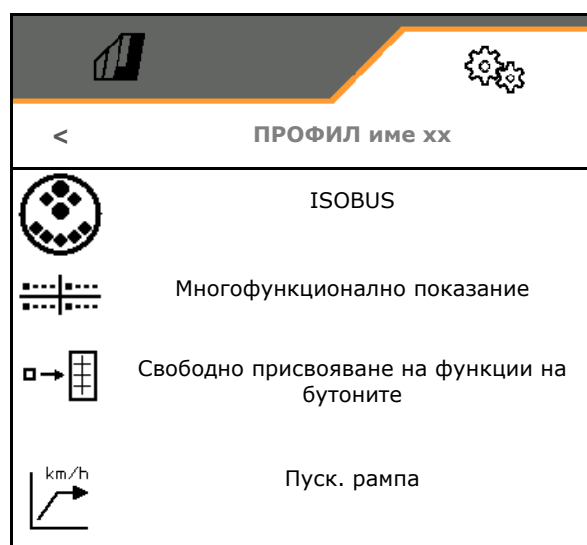 <
ПРОФИЛ име xx
ISOBUS
Многофункционално показание
Свободно присвояване на функции на
бутоните
km/h
Пуск. рампа